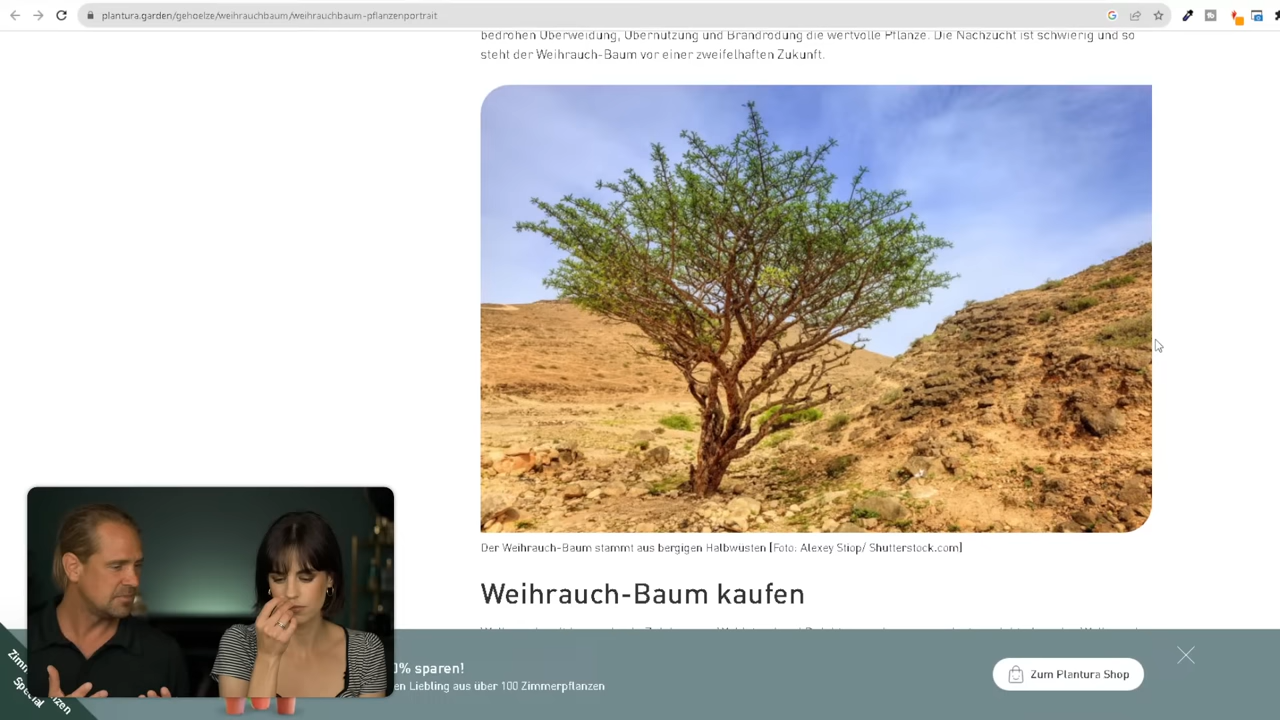 plantura.garden/gehoelze/weihrauchbaum/weihrauchbaum-pflanzenportrait
bedrohen Überweidung, Übernutzung und Brandrodung die wertvolle Pflanze. Die Nachzucht ist schwierig und so
steht der Weihrauch-Baum vor einer zweifelhaften Zukunft.
Der Weihrauch-Baum stammt aus bergigen Halbwüsten [Foto: Alexey Stiop/ Shutterstock.com]
Weihrauch-Baum kaufen
0% sparen!
en Liebling aus über 100 Zimmerpflanzen
Zum Plantura Shop